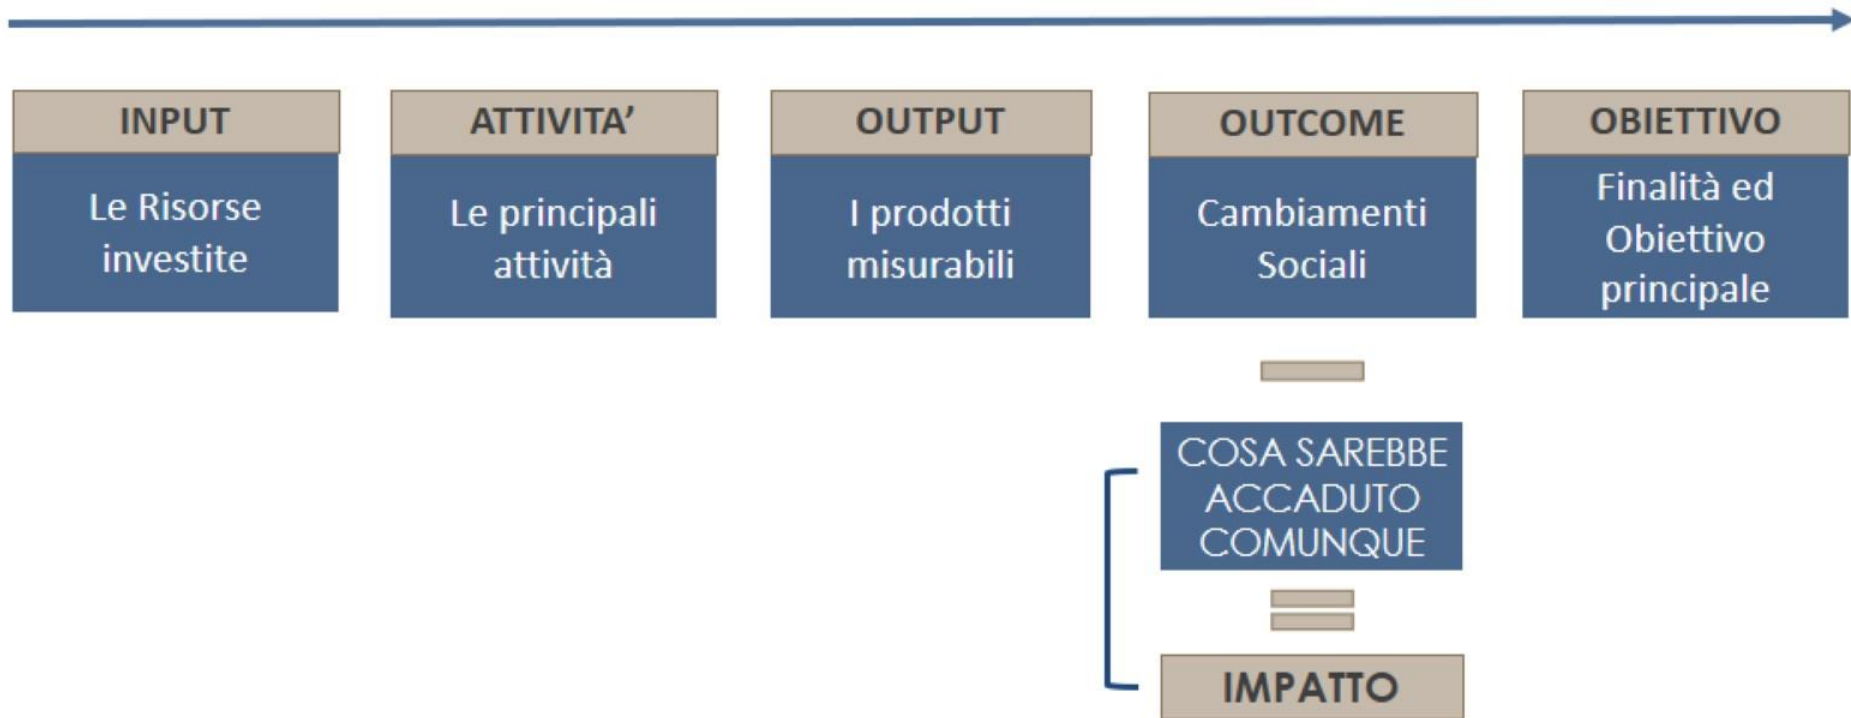 INPUT
Le Risorse
investite
ATTIVITA’
Le principali
attività
OUTPUT
I prodotti
misurabili
OUTCOME
Cambiamenti
Sociali
OBIETTIVO
Finalità ed
Obiettivo
principale
COSA SAREBBE
ACCADUTO
COMUNQUE
IMPATTO